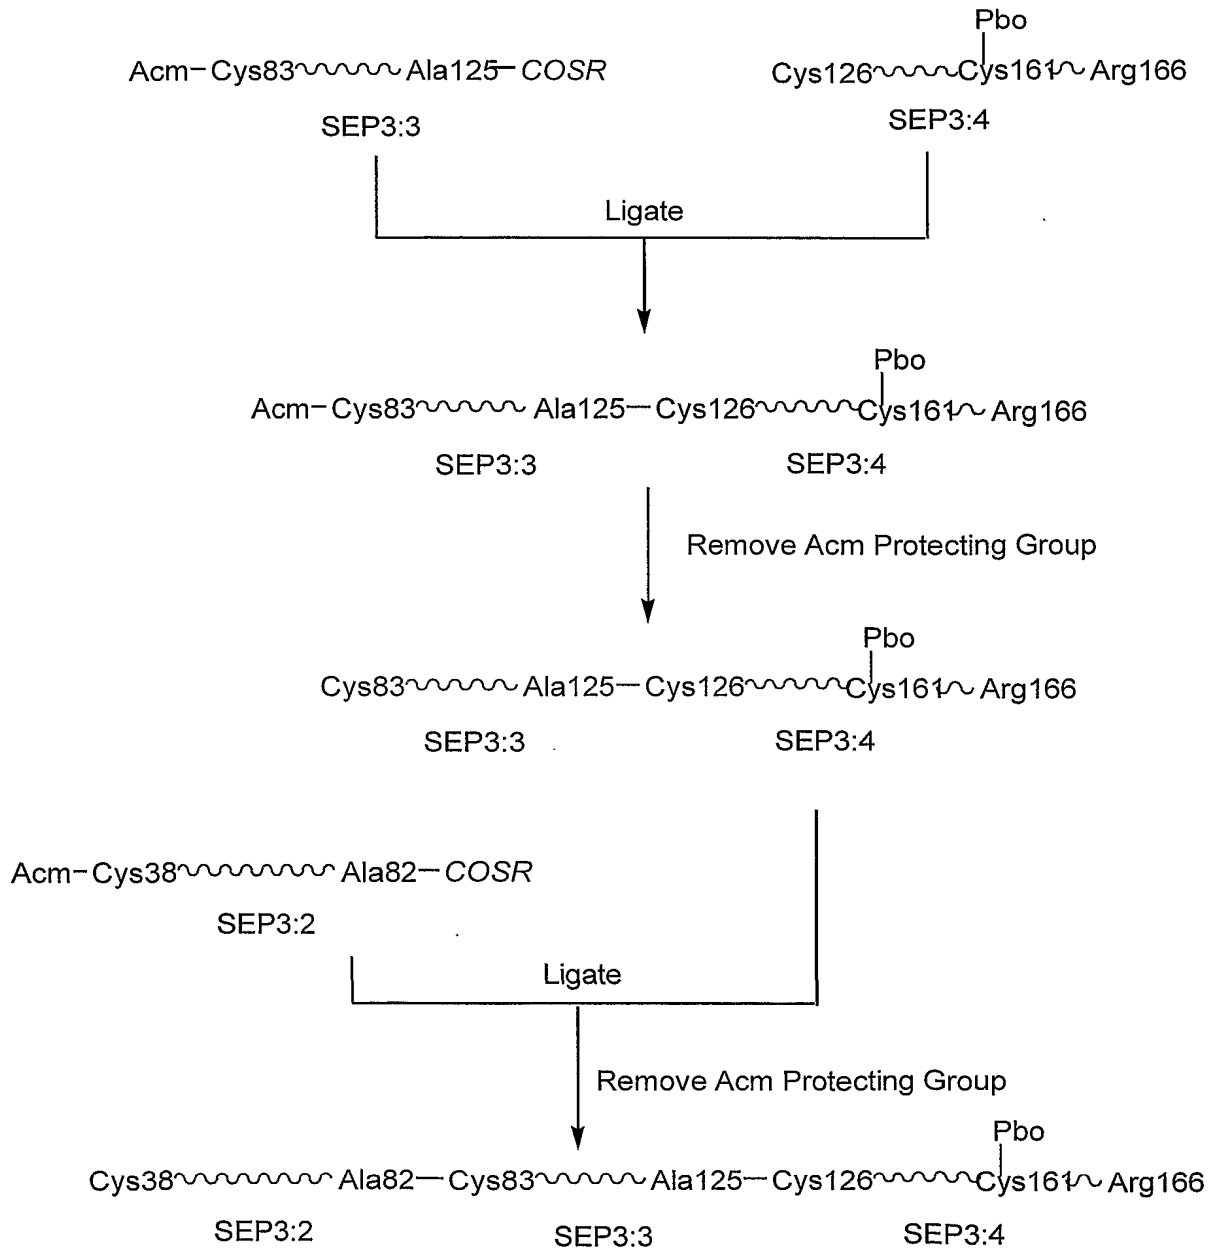 Pbo
Acm–Cys83 Ala125–COSR Cys126 Cys161 Arg166
SEP3:3 SEP3:4
Ligate
Pbo
Acm–Cys83 Ala125–Cys126 Cys161 Arg166
SEP3:3 SEP3:4
Remove Acm Protecting Group
Pbo
Cys83 Ala125–Cys126 Cys161 Arg166
SEP3:3 SEP3:4
Acm–Cys38 Ala82–COSR
SEP3:2
Ligate
Remove Acm Protecting Group
Pbo
Cys38 Ala82–Cys83 Ala125–Cys126 Cys161 Arg166
SEP3:2 SEP3:3 SEP3:4